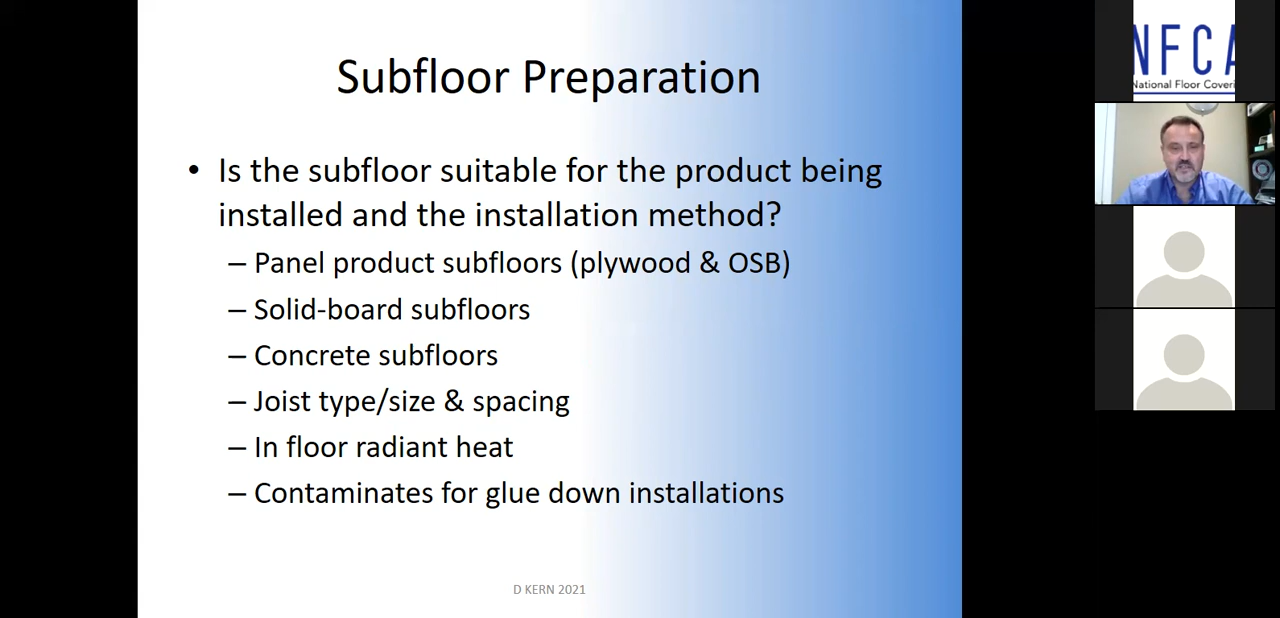 Subfloor Preparation
• Is the subfloor suitable for the product being
installed and the installation method?
– Panel product subfloors (plywood & OSB)
– Solid-board subfloors
– Concrete subfloors
– Joist type/size & spacing
– In floor radiant heat
– Contaminates for glue down installations
D KERN 2021
NFCA
National Floor Coveri